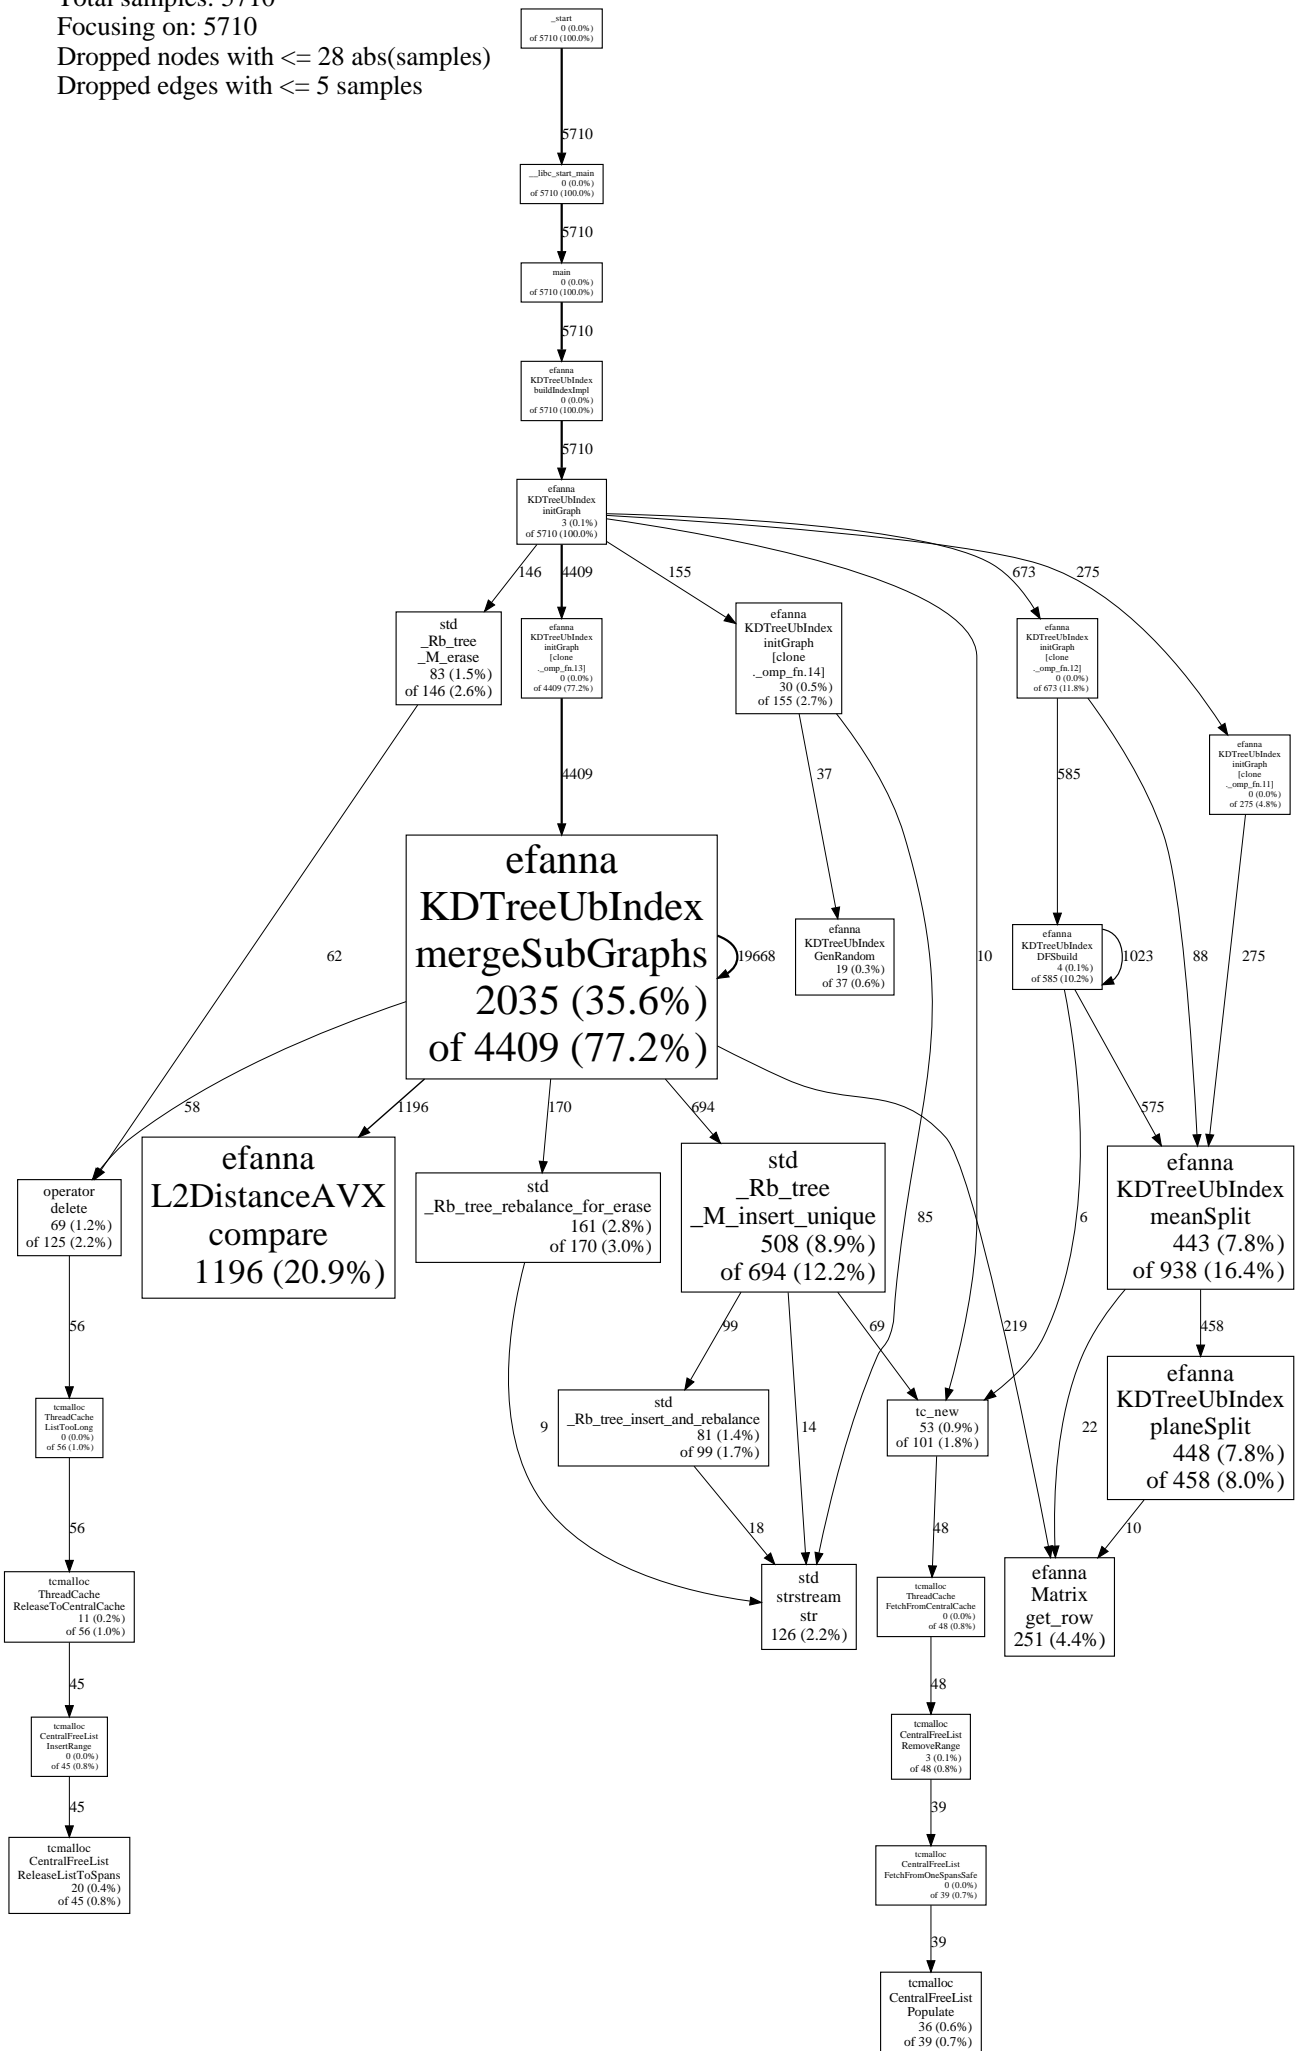 Total samples: 5710
Focusing on: 5710
Dropped nodes with <= 28 abs(samples)
Dropped edges with <= 5 samples
_start
0 (0.0%)
of 5710 (100.0%)
5710
__libc_start_main
0 (0.0%)
of 5710 (100.0%)
5710
main
0 (0.0%)
of 5710 (100.0%)
5710
efanna
KDTreeUbIndex
buildIndexImpl
0 (0.0%)
of 5710 (100.0%)
5710
efanna
KDTreeUbIndex
initGraph
3 (0.1%)
of 5710 (100.0%)
146
4409
155
10
673
275
std
_Rb_tree
_M_erase
83 (1.5%)
of 146 (2.6%)
efanna
KDTreeUbIndex
initGraph
[clone
._omp_fn.13]
0 (0.0%)
of 4409 (77.2%)
efanna
KDTreeUbIndex
initGraph
[clone
._omp_fn.14]
30 (0.5%)
of 155 (2.7%)
efanna
KDTreeUbIndex
initGraph
[clone
._omp_fn.12]
0 (0.0%)
of 673 (11.8%)
efanna
KDTreeUbIndex
initGraph
[clone
._omp_fn.11]
0 (0.0%)
of 275 (4.8%)
62
4409
37
85
585
88
275
efanna
KDTreeUbIndex
mergeSubGraphs
2035 (35.6%)
of 4409 (77.2%)
19668
efanna
KDTreeUbIndex
GenRandom
19 (0.3%)
of 37 (0.6%)
efanna
KDTreeUbIndex
DFSbuild
4 (0.1%)
of 585 (10.2%)
1023
58
1196
170
694
219
575
6
operator
delete
69 (1.2%)
of 125 (2.2%)
efanna
L2DistanceAVX
compare
1196 (20.9%)
std
_Rb_tree_rebalance_for_erase
161 (2.8%)
of 170 (3.0%)
std
_Rb_tree
_M_insert_unique
508 (8.9%)
of 694 (12.2%)
efanna
KDTreeUbIndex
meanSplit
443 (7.8%)
of 938 (16.4%)
56
9
99
14
69
22
458
tcmalloc
ThreadCache
ListTooLong
0 (0.0%)
of 56 (1.0%)
std
_Rb_tree_insert_and_rebalance
81 (1.4%)
of 99 (1.7%)
tc_new
53 (0.9%)
of 101 (1.8%)
efanna
KDTreeUbIndex
planeSplit
448 (7.8%)
of 458 (8.0%)
56
18
48
10
tcmalloc
ThreadCache
ReleaseToCentralCache
11 (0.2%)
of 56 (1.0%)
std
strstream
str
126 (2.2%)
tcmalloc
ThreadCache
FetchFromCentralCache
0 (0.0%)
of 48 (0.8%)
efanna
Matrix
get_row
251 (4.4%)
45
48
tcmalloc
CentralFreeList
InsertRange
0 (0.0%)
of 45 (0.8%)
tcmalloc
CentralFreeList
RemoveRange
3 (0.1%)
of 48 (0.8%)
45
39
tcmalloc
CentralFreeList
ReleaseListToSpans
20 (0.4%)
of 45 (0.8%)
tcmalloc
CentralFreeList
FetchFromOneSpansSafe
0 (0.0%)
of 39 (0.7%)
39
tcmalloc
CentralFreeList
Populate
36 (0.6%)
of 39 (0.7%)